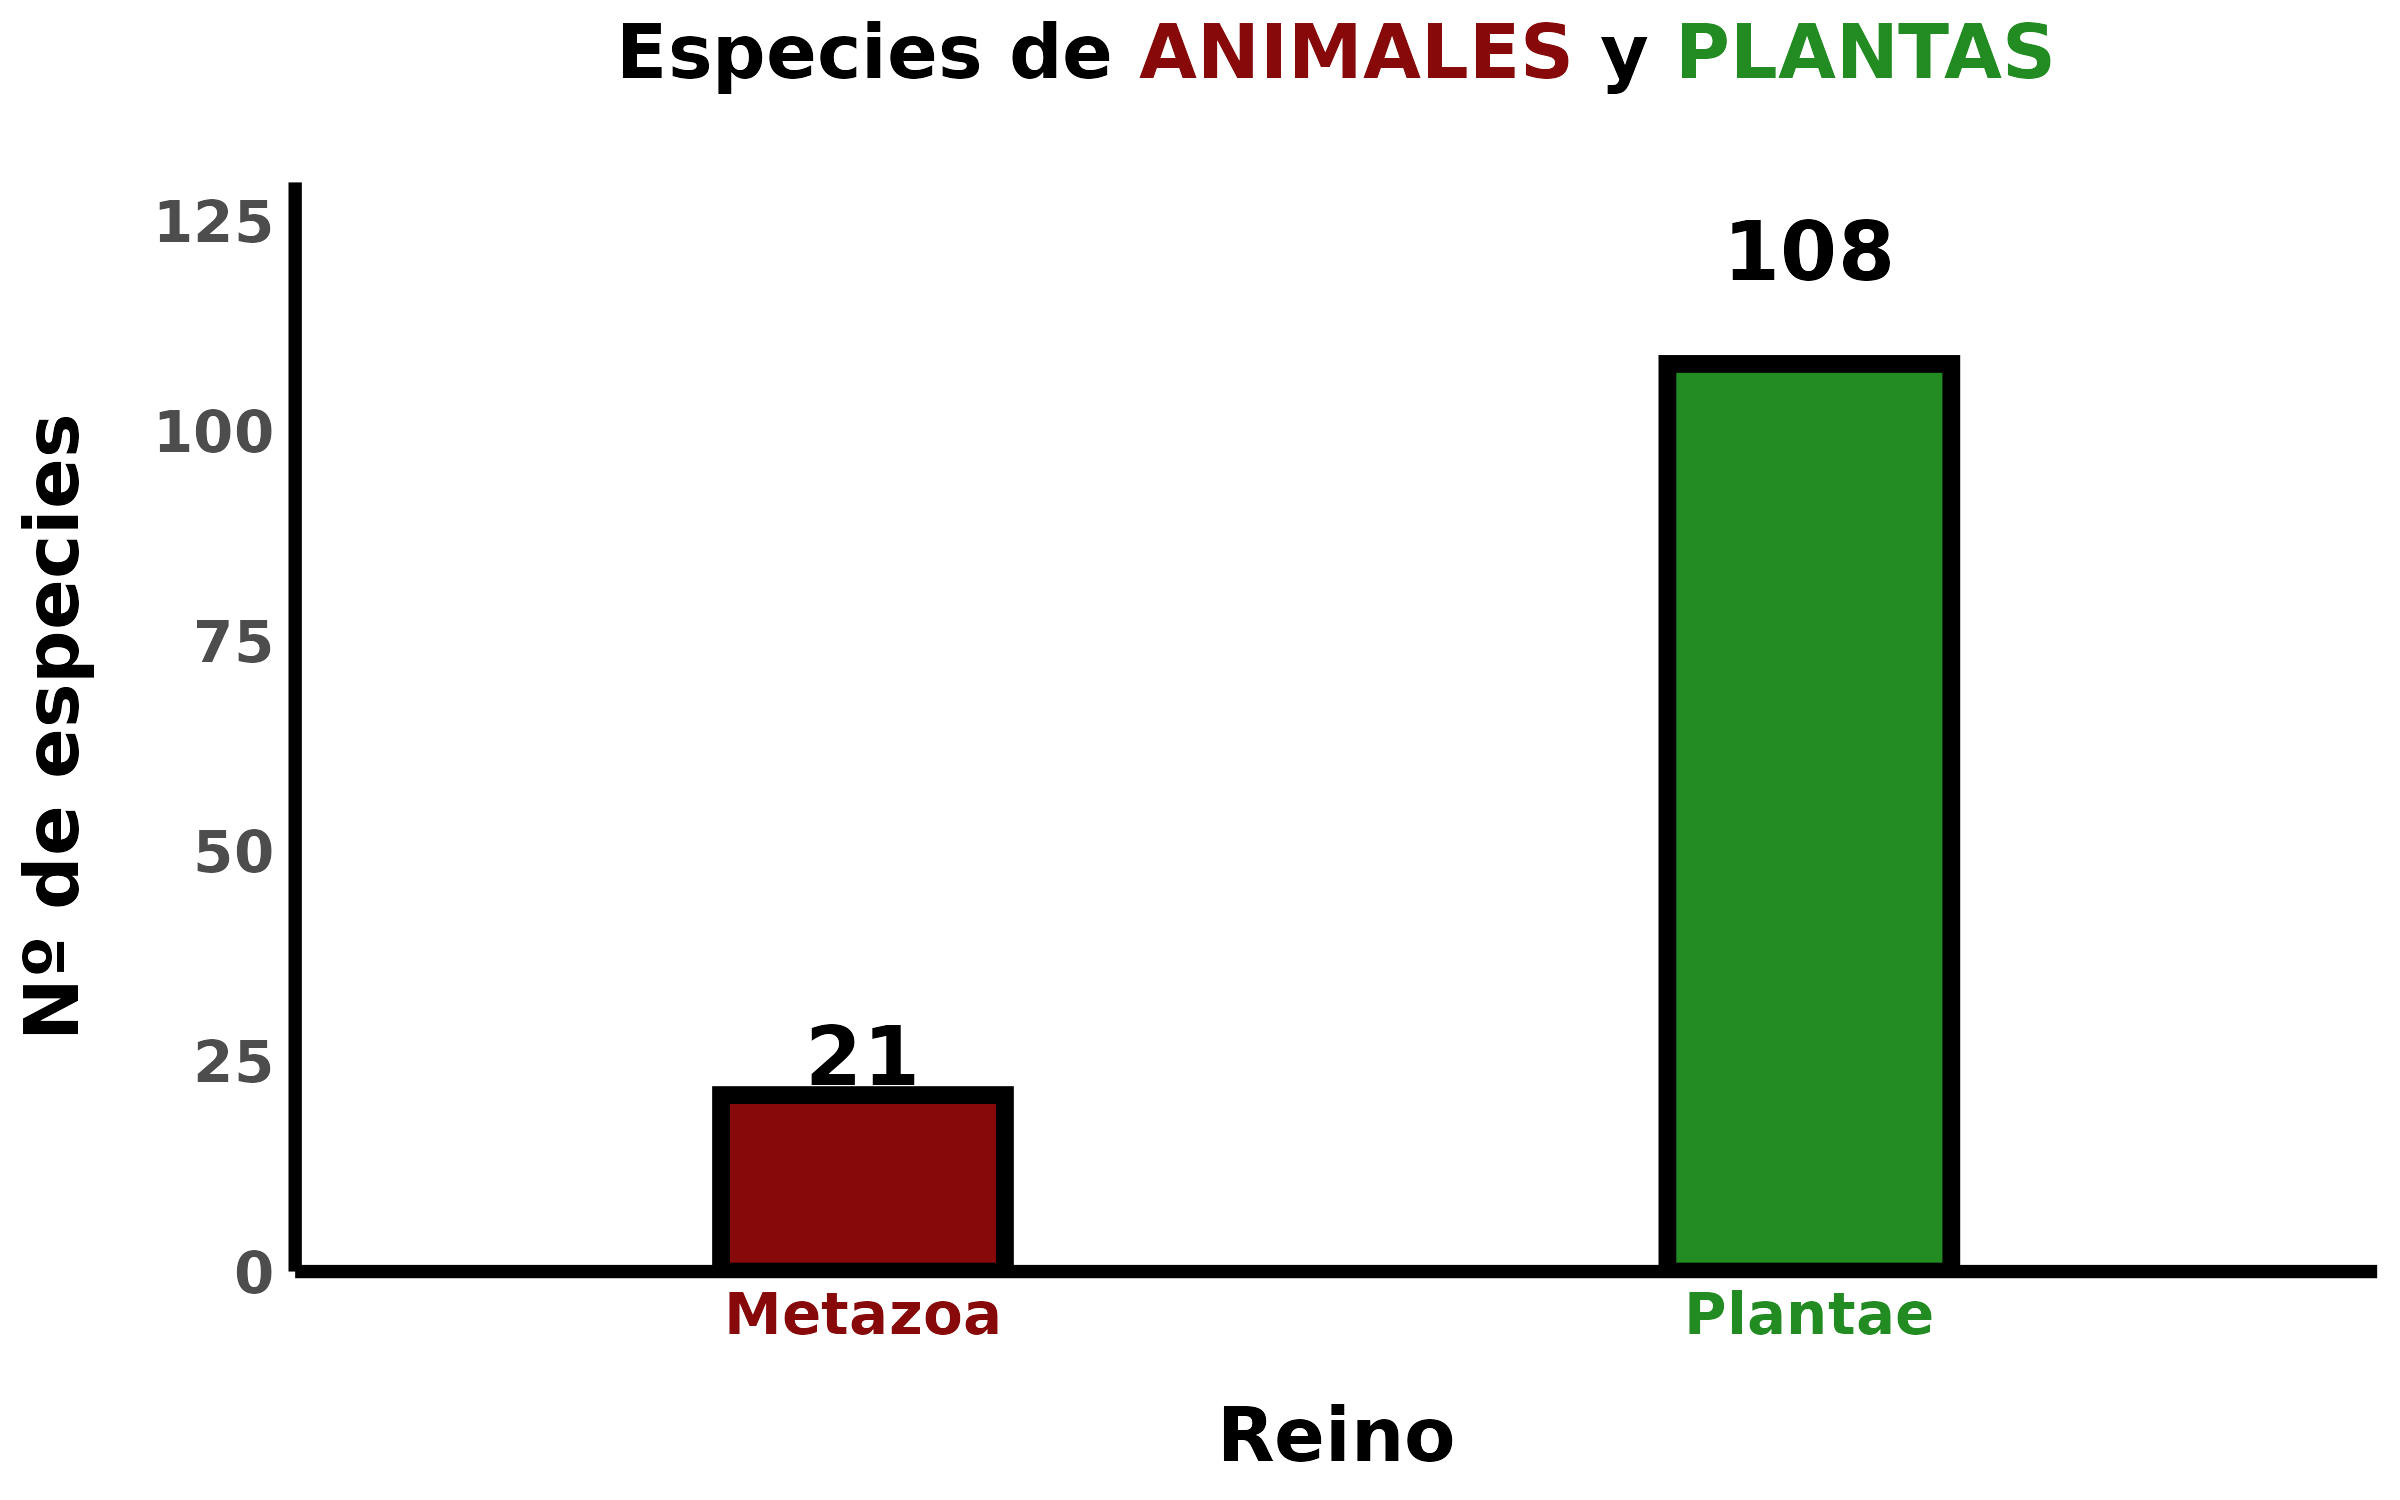 Especies de ANIMALES y PLANTAS
Nº de especies
125
100
75
50
25
0
108
21
Metazoa
Plantae
Reino